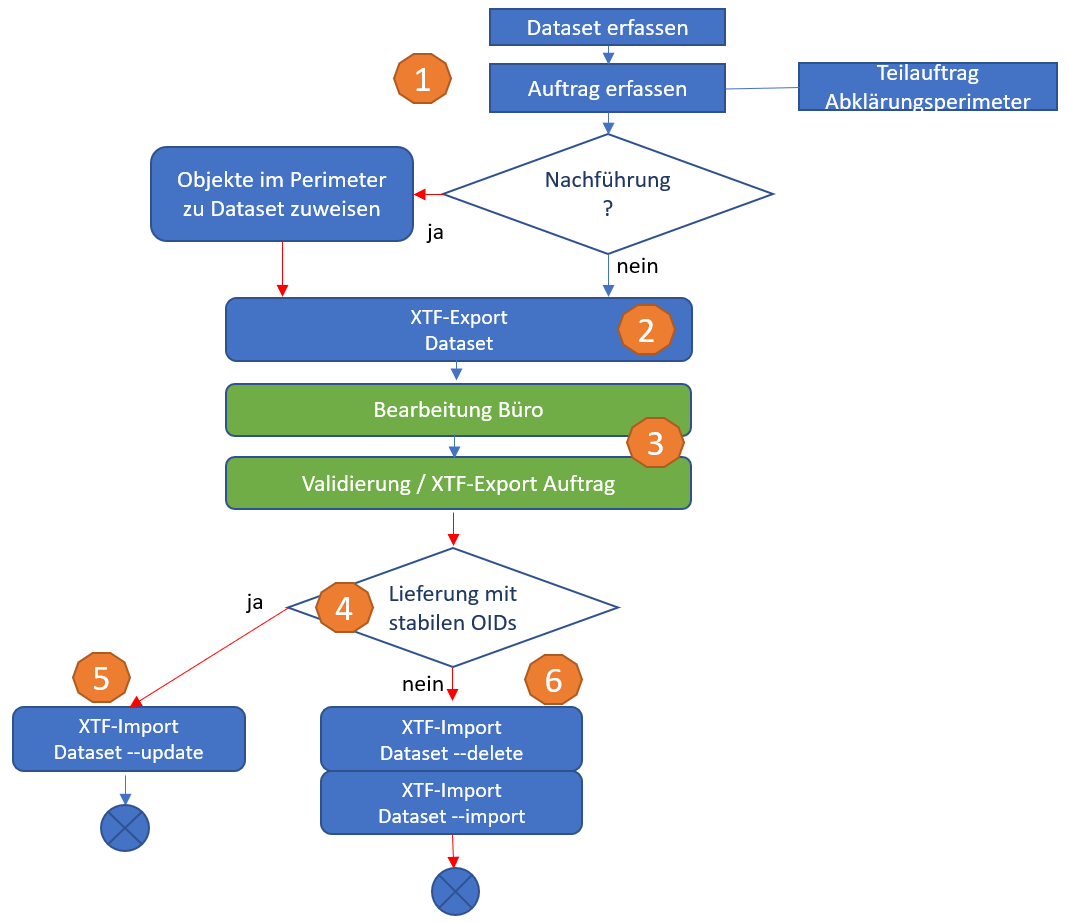 Dataset erfassen
1
Auftrag erfassen
Teilauftrag
Abklärungsperimeter
Objekte im Perimeter
zu Dataset zuweisen
Nachführung
?
ja
nein
XTF-Export
Dataset
2
Bearbeitung Büro
3
Validierung / XTF-Export Auftrag
ja
4
Lieferung mit
stabilen OIDs
5
nein
6
XTF-Import
Dataset --update
XTF-Import
Dataset --delete
XTF-Import
Dataset --import